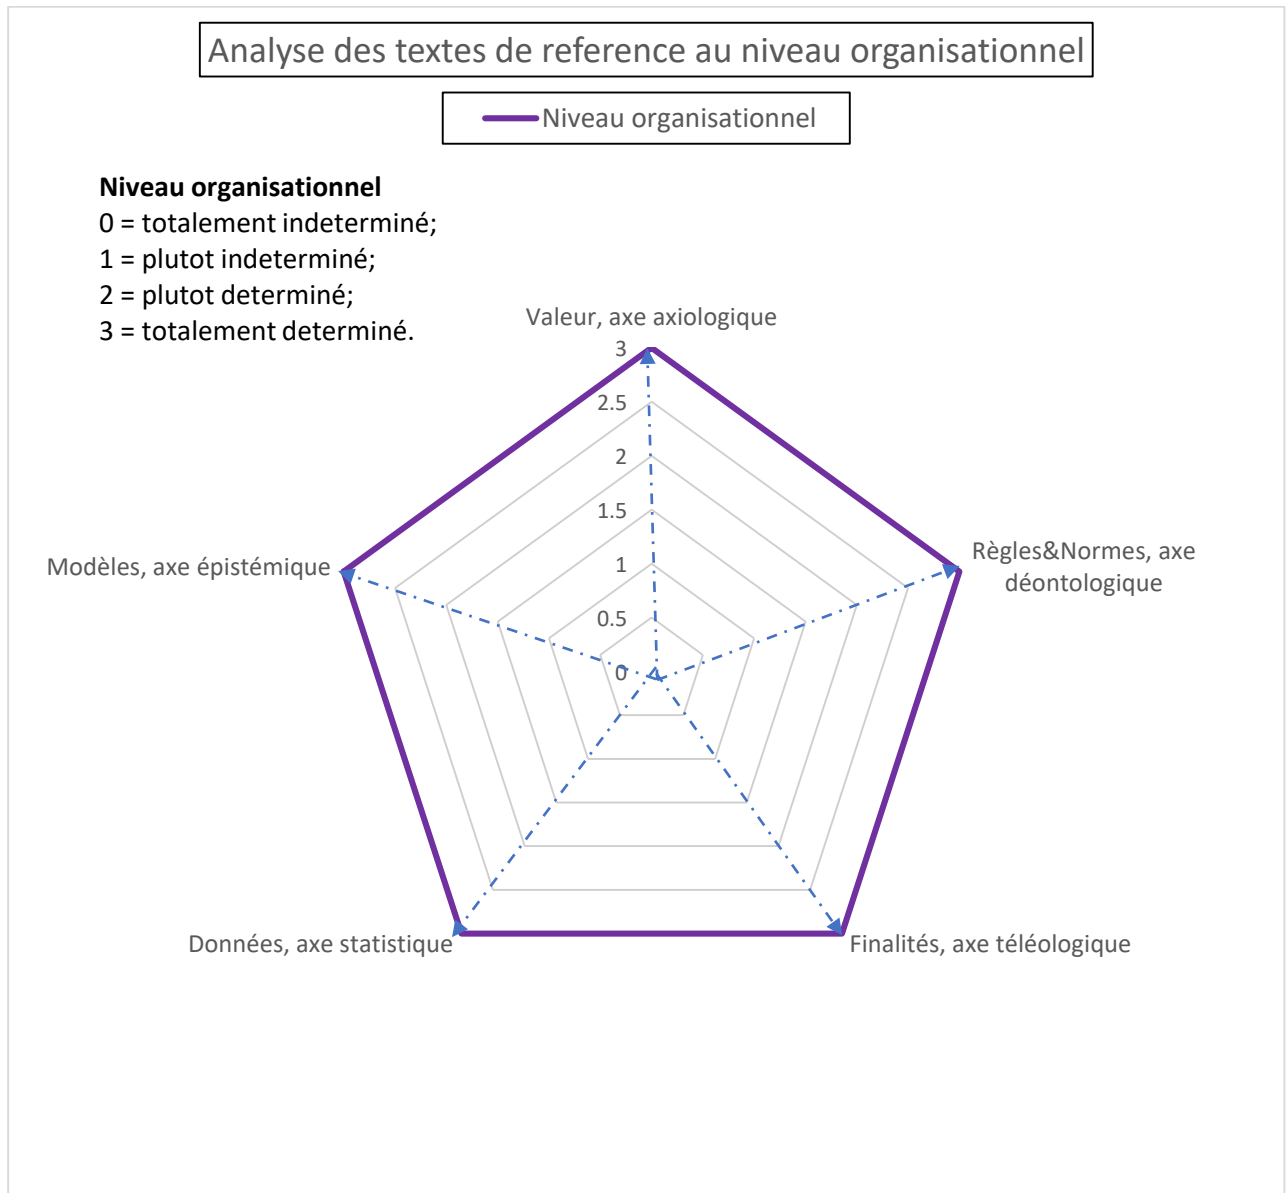 Analyse des textes de reference au niveau organisationnel
Niveau organisationnel
Niveau organisationnel
0 = totalement indeterminé;
1 = plutot indeterminé;
2 = plutot determiné;
3 = totalement determiné.
Valeur, axe axiologique
3
2.5
2
1.5
1
0.5
0
Modèles, axe épistémique
Règles&Normes, axe
déontologique
Données, axe statistique
Finalités, axe téléologique